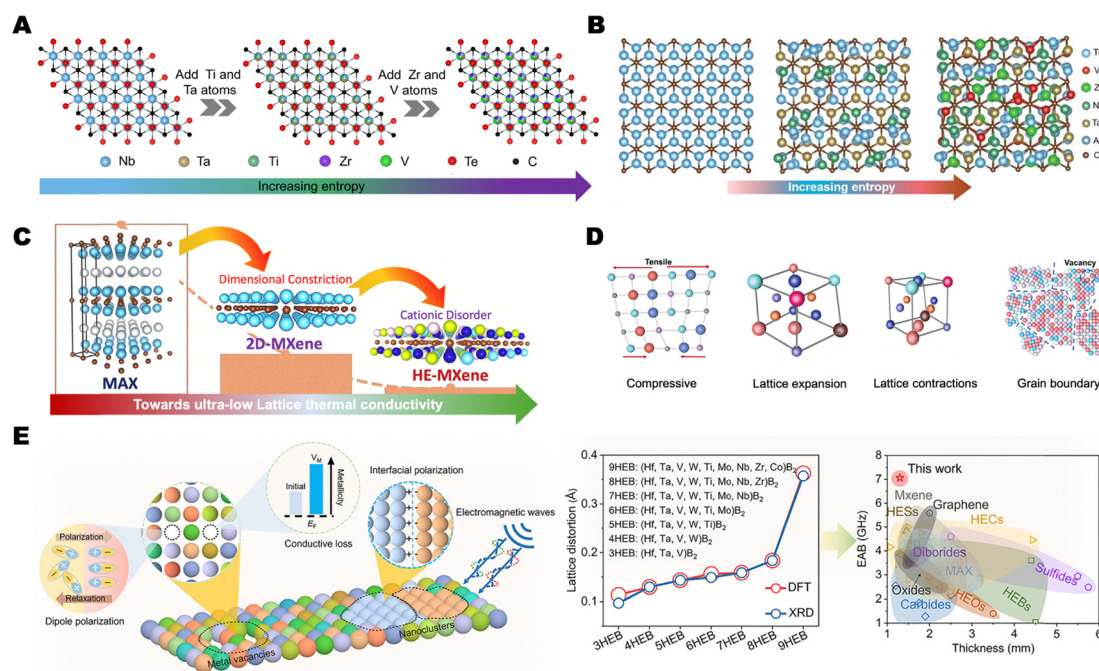 A
Add Ti and
Ta atoms
Add Zr and
V atoms
Nb
Ta
Ti
Zr
V
Te
C
Increasing entropy
B
Increasing entropy
C
MAX
Dimensional Constriction
2D-MXene
Cationic Disorder
HE-MXene
Towards ultra-low Lattice thermal conductivity
D
Tensile
Compressive
Lattice expansion
Lattice contractions
Vacancy
Grain boundary
E
Polarization
Relaxation
Dipole polarization
Initial
VM
EF
Metallicity
Conductive loss
Interfacial polarization
Electromagnetic waves
Metal vacancies
Nanoclusters
Lattice distortion (Å)
0.4
0.3
0.2
0.1
9HEB: (Hf, Ta, V, W, Ti, Mo, Nb, Zr, Co)B2
8HEB: (Hf, Ta, V, W, Ti, Mo, Nb, Zr)B2
7HEB: (Hf, Ta, V, W, Ti, Mo, Nb)B2
6HEB: (Hf, Ta, V, W, Ti, Mo)B2
5HEB: (Hf, Ta, V, W, Ti)B2
4HEB: (Hf, Ta, V, W)B2
3HEB: (Hf, Ta, V)B2
DFT
XRD
3HEB
4HEB
5HEB
6HEB
7HEB
8HEB
9HEB
EAB (GHz)
8
7
6
5
4
3
2
1
This work
Mxene
Graphene
HESs
HECs
Diborides
MAX
Sulfides
Oxides
Carbides
HEOs
HEBs
1
2
3
4
5
6
Thickness (mm)